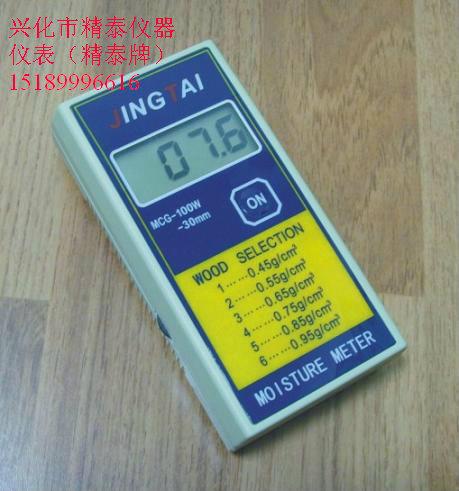 兴化市精泰仪器
仪表（精泰牌）
15189996616
JINGTAI
07.6
MCG-100W
-30mm
ON
WOOD SELECTION
1······0.45g/cm³
2······0.55g/cm³
3······0.65g/cm³
4······0.75g/cm³
5······0.85g/cm³
6······0.95g/cm³
MOISTURE METER